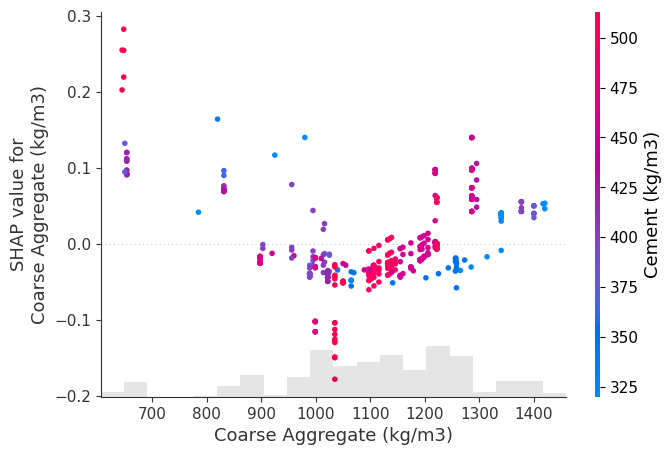 0.3
0.2
0.1
0.0
−0.1
−0.2
SHAP value for
Coarse Aggregate (kg/m3)
700 800 900 1000 1100 1200 1300 1400
Coarse Aggregate (kg/m3)
500
475
450
425
400
375
350
325
Cement (kg/m3)